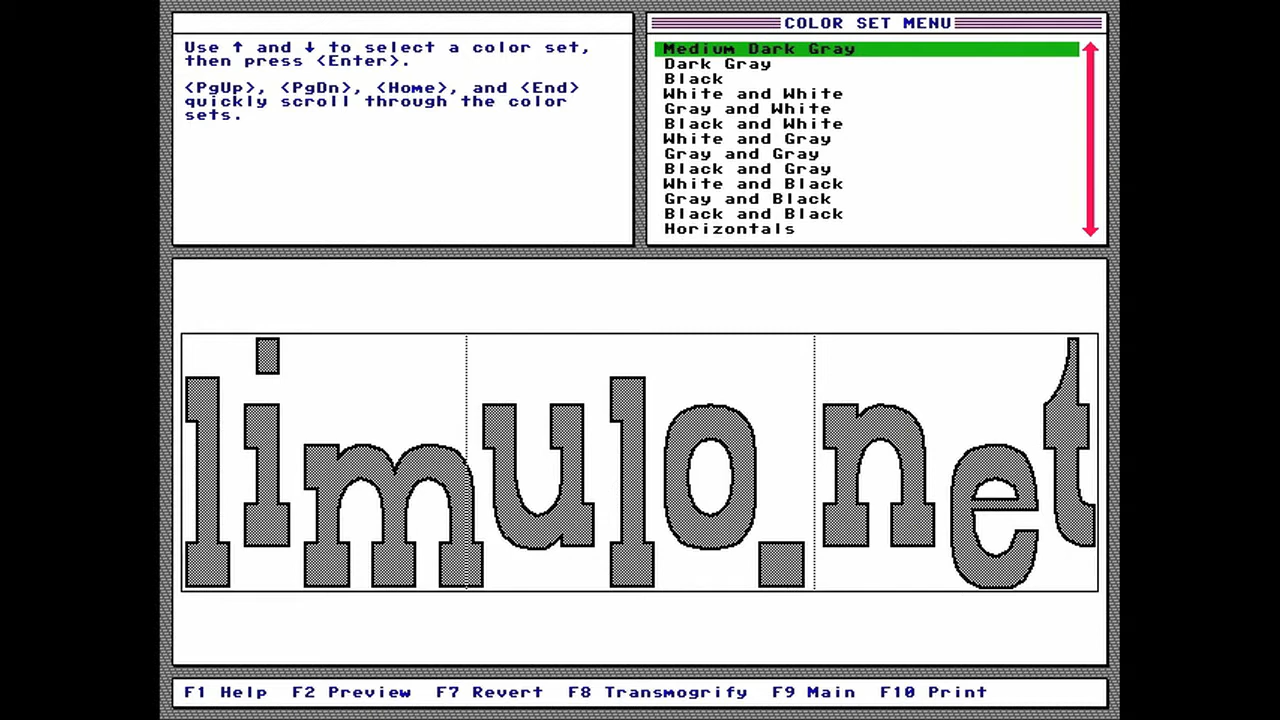 Use ↑ and ↓ to select a color set,
then press <Enter>.
<PgUp>, <PgDn>, <Home>, and <End>
quickly scroll through the color
sets.
COLOR SET MENU
Medium Dark Gray
Dark Gray
Black
White and White
Gray and White
Black and White
White and Gray
Gray and Gray
Black and Gray
White and Black
Gray and Black
Black and Black
Horizontals
limulo.net
F1 Help F2 Preview F7 Revert F8 Transmogrify F9 Main F10 Print